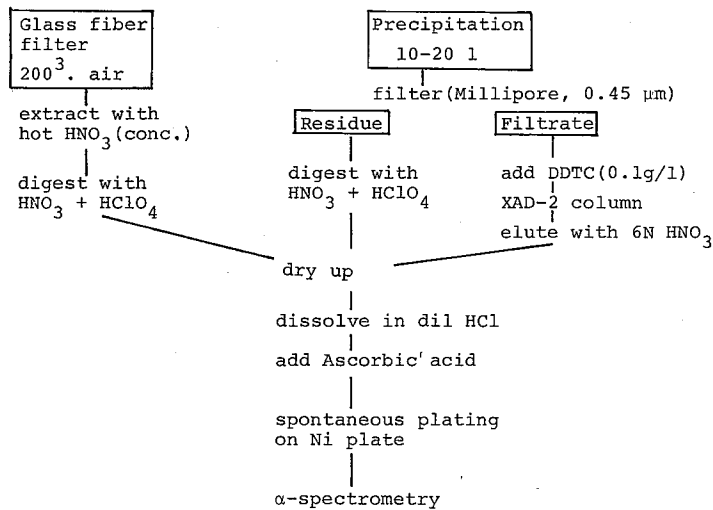 Glass fiber
filter
200³. air
extract with
hot HNO₃(conc.)
digest with
HNO₃ + HClO₄
Precipitation
10-20 l
filter(Millipore, 0.45 µm)
Residue
digest with
HNO₃ + HClO₄
Filtrate
add DDTC(0.1g/l)
XAD-2 column
elute with 6N HNO₃
dry up
dissolve in dil HCl
add Ascorbic acid
spontaneous plating
on Ni plate
α-spectrometry